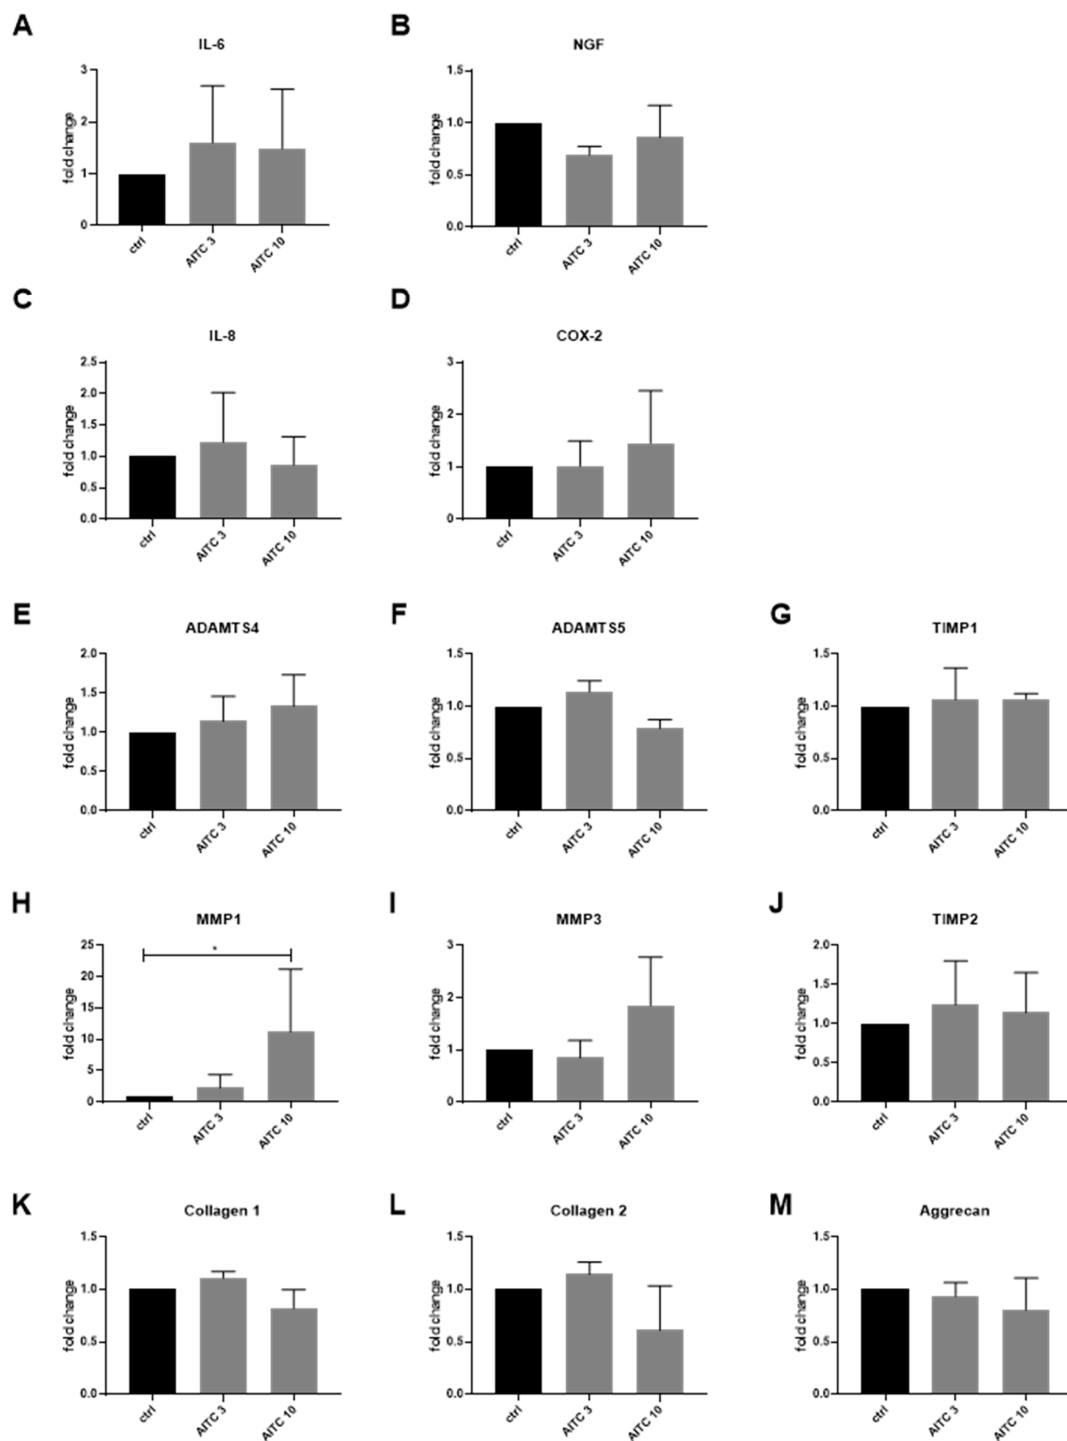 A
IL-6
fold change
3
2
1
0
ctrl
AITC 3
AITC 10
B
NGF
fold change
1.5
1.0
0.5
0.0
ctrl
AITC 3
AITC 10
C
IL-8
fold change
2.5
2.0
1.5
1.0
0.5
0.0
ctrl
AITC 3
AITC 10
D
COX-2
fold change
3
2
1
0
ctrl
AITC 3
AITC 10
E
ADAMTS4
fold change
2.0
1.5
1.0
0.5
0.0
ctrl
AITC 3
AITC 10
F
ADAMTS5
fold change
1.5
1.0
0.5
0.0
ctrl
AITC 3
AITC 10
G
TIMP1
fold change
1.5
1.0
0.5
0.0
ctrl
AITC 3
AITC 10
H
MMP1
fold change
25
20
15
10
5
0
*
ctrl
AITC 3
AITC 10
I
MMP3
fold change
3
2
1
0
ctrl
AITC 3
AITC 10
J
TIMP2
fold change
2.0
1.5
1.0
0.5
0.0
ctrl
AITC 3
AITC 10
K
Collagen 1
fold change
1.5
1.0
0.5
0.0
ctrl
AITC 3
AITC 10
L
Collagen 2
fold change
1.5
1.0
0.5
0.0
ctrl
AITC 3
AITC 10
M
Aggrecan
fold change
1.5
1.0
0.5
0.0
ctrl
AITC 3
AITC 10